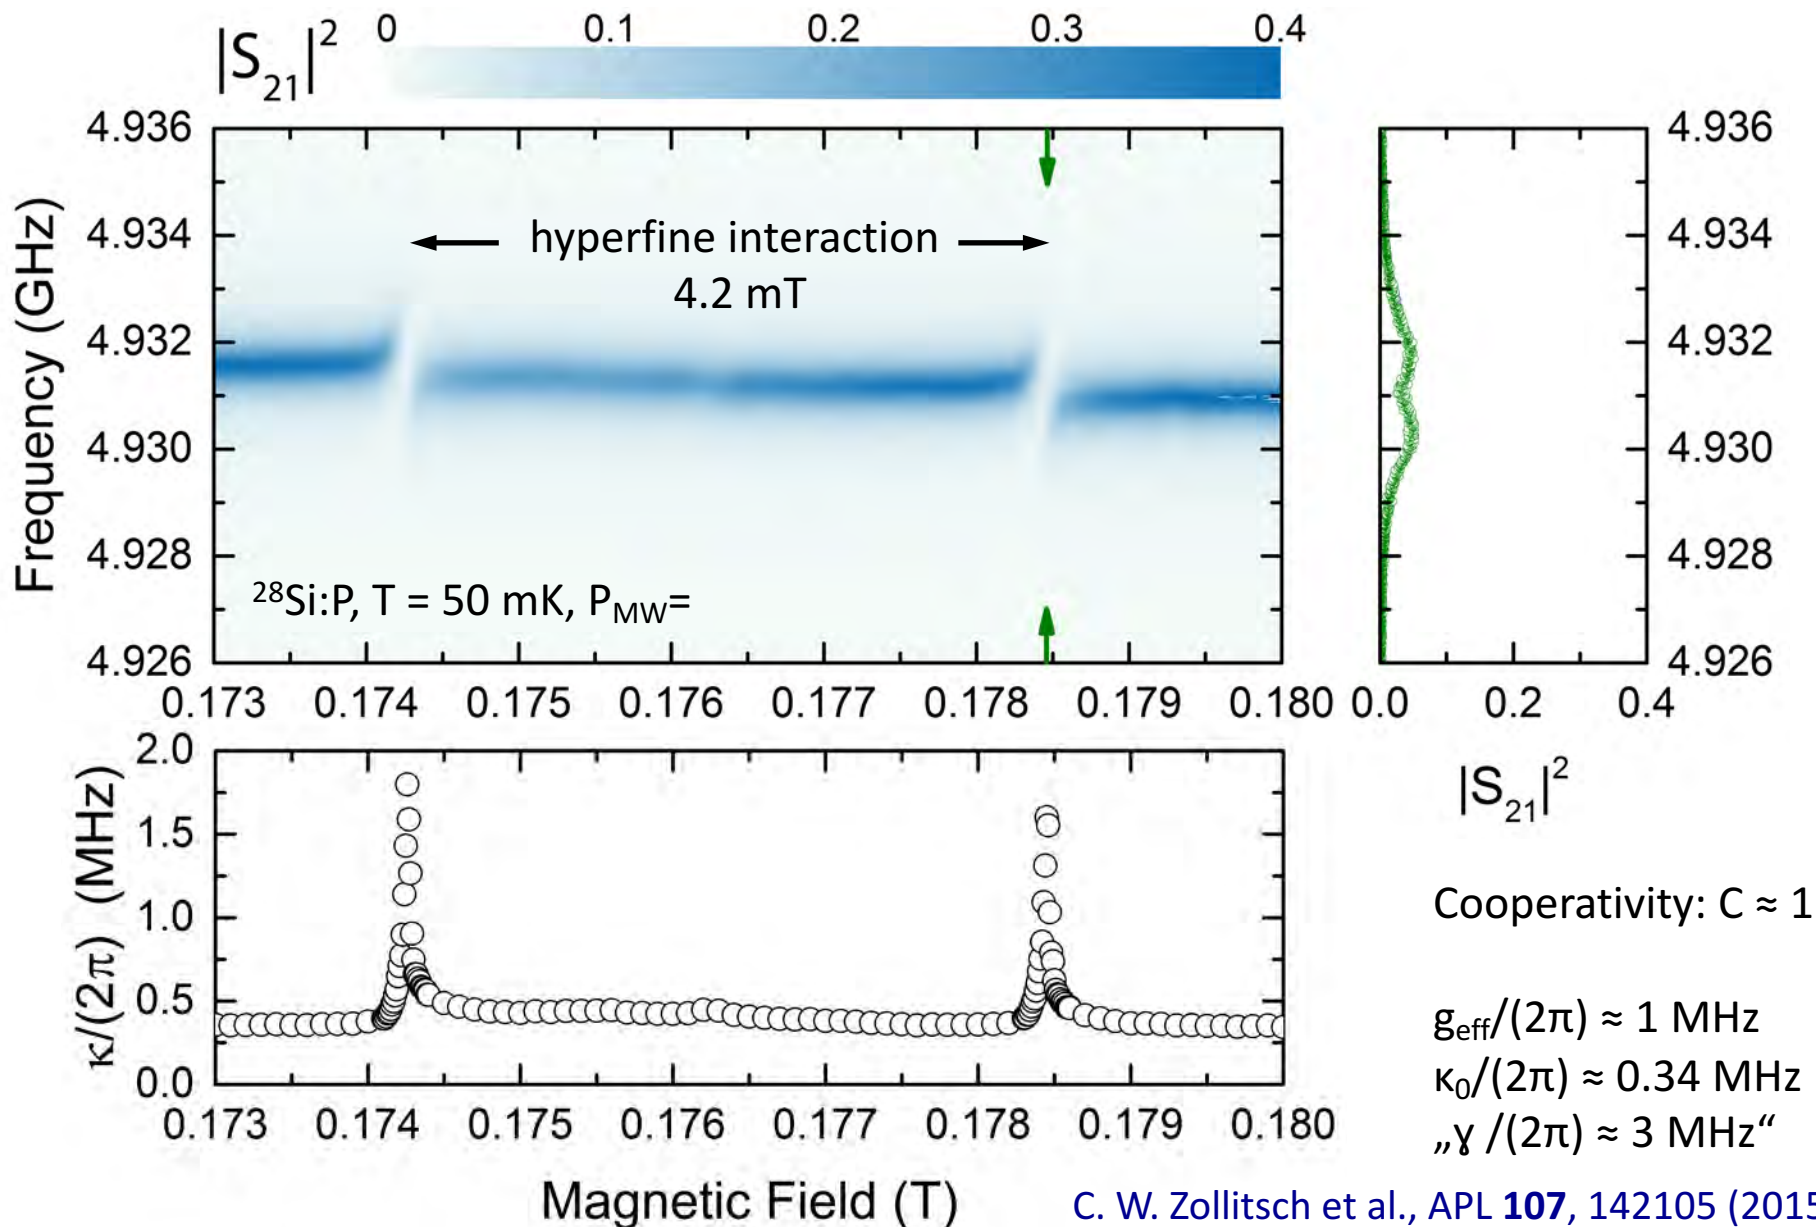 |S21|²
0 0.1 0.2 0.3 0.4
Frequency (GHz)
4.936
4.934
4.932
4.930
4.928
4.926
hyperfine interaction
4.2 mT
²⁸Si:P, T = 50 mK, PMW=
0.173 0.174 0.175 0.176 0.177 0.178 0.179 0.180
4.936
4.934
4.932
4.930
4.928
4.926
0.0 0.2 0.4
|S21|²
κ/(2π) (MHz)
2.0
1.5
1.0
0.5
0.0
0.173 0.174 0.175 0.176 0.177 0.178 0.179 0.180
Magnetic Field (T)
Cooperativity: C ≈ 1
geff/(2π) ≈ 1 MHz
κ0/(2π) ≈ 0.34 MHz
„γ /(2π) ≈ 3 MHz“
C. W. Zollitsch et al., APL 107, 142105 (2015